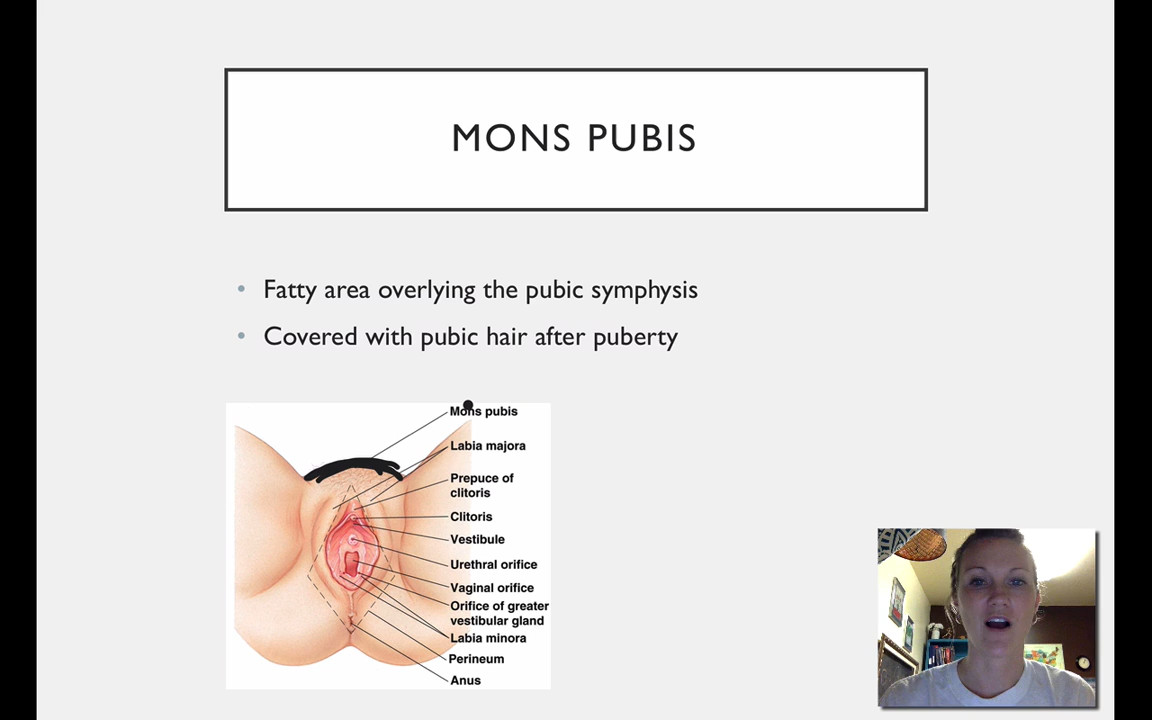 MONS PUBIS
• Fatty area overlying the pubic symphysis
• Covered with pubic hair after puberty
Mons pubis
Labia majora
Prepuce of
clitoris
Clitoris
Vestibule
Urethral orifice
Vaginal orifice
Orifice of greater
vestibular gland
Labia minora
Perineum
Anus